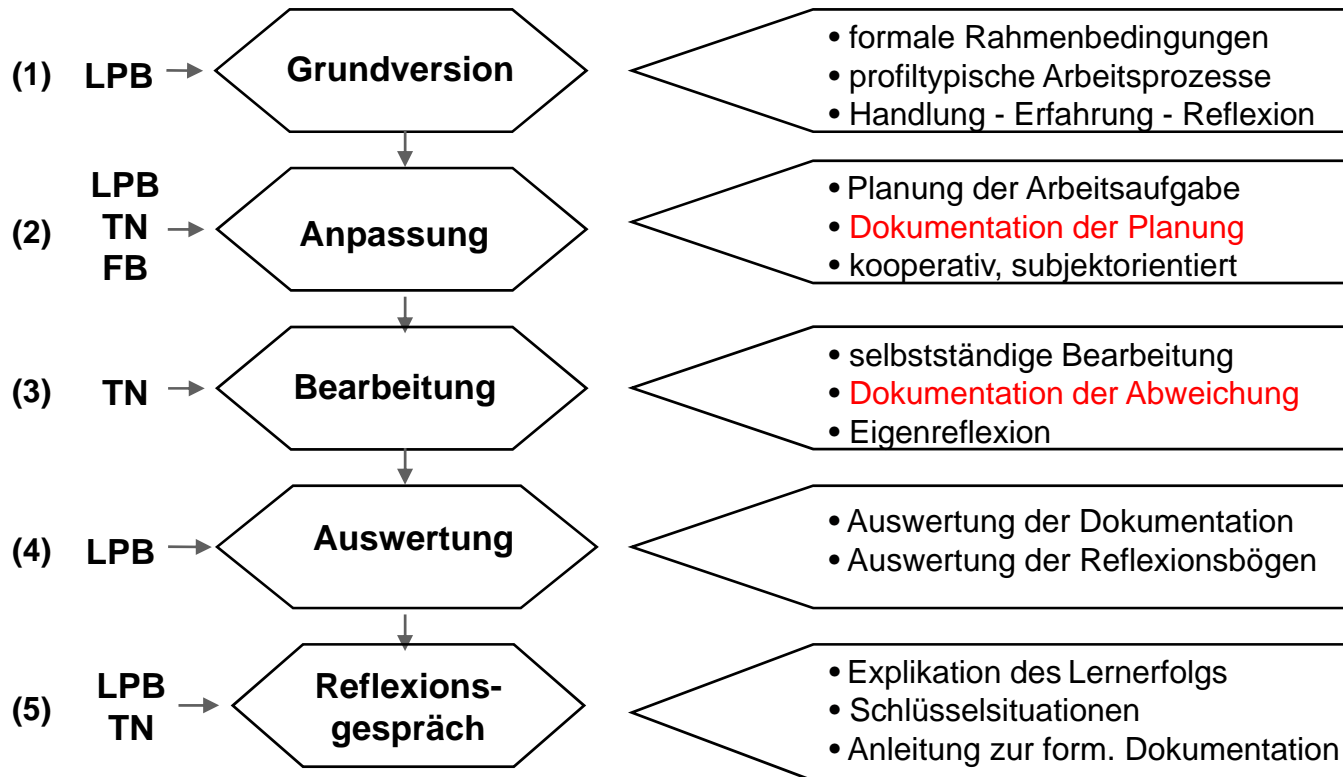 (1) LPB Grundversion
• formale Rahmenbedingungen
• profiltypische Arbeitsprozesse
• Handlung - Erfahrung - Reflexion
(2) LPB
TN
FB
Anpassung
• Planung der Arbeitsaufgabe
• Dokumentation der Planung
• kooperativ, subjektorientiert
(3) TN Bearbeitung
• selbstständige Bearbeitung
• Dokumentation der Abweichung
• Eigenreflexion
(4) LPB Auswertung
• Auswertung der Dokumentation
• Auswertung der Reflexionsbögen
(5) LPB
TN
Reflexions-
gespräch
• Explikation des Lernerfolgs
• Schlüsselsituationen
• Anleitung zur form. Dokumentation